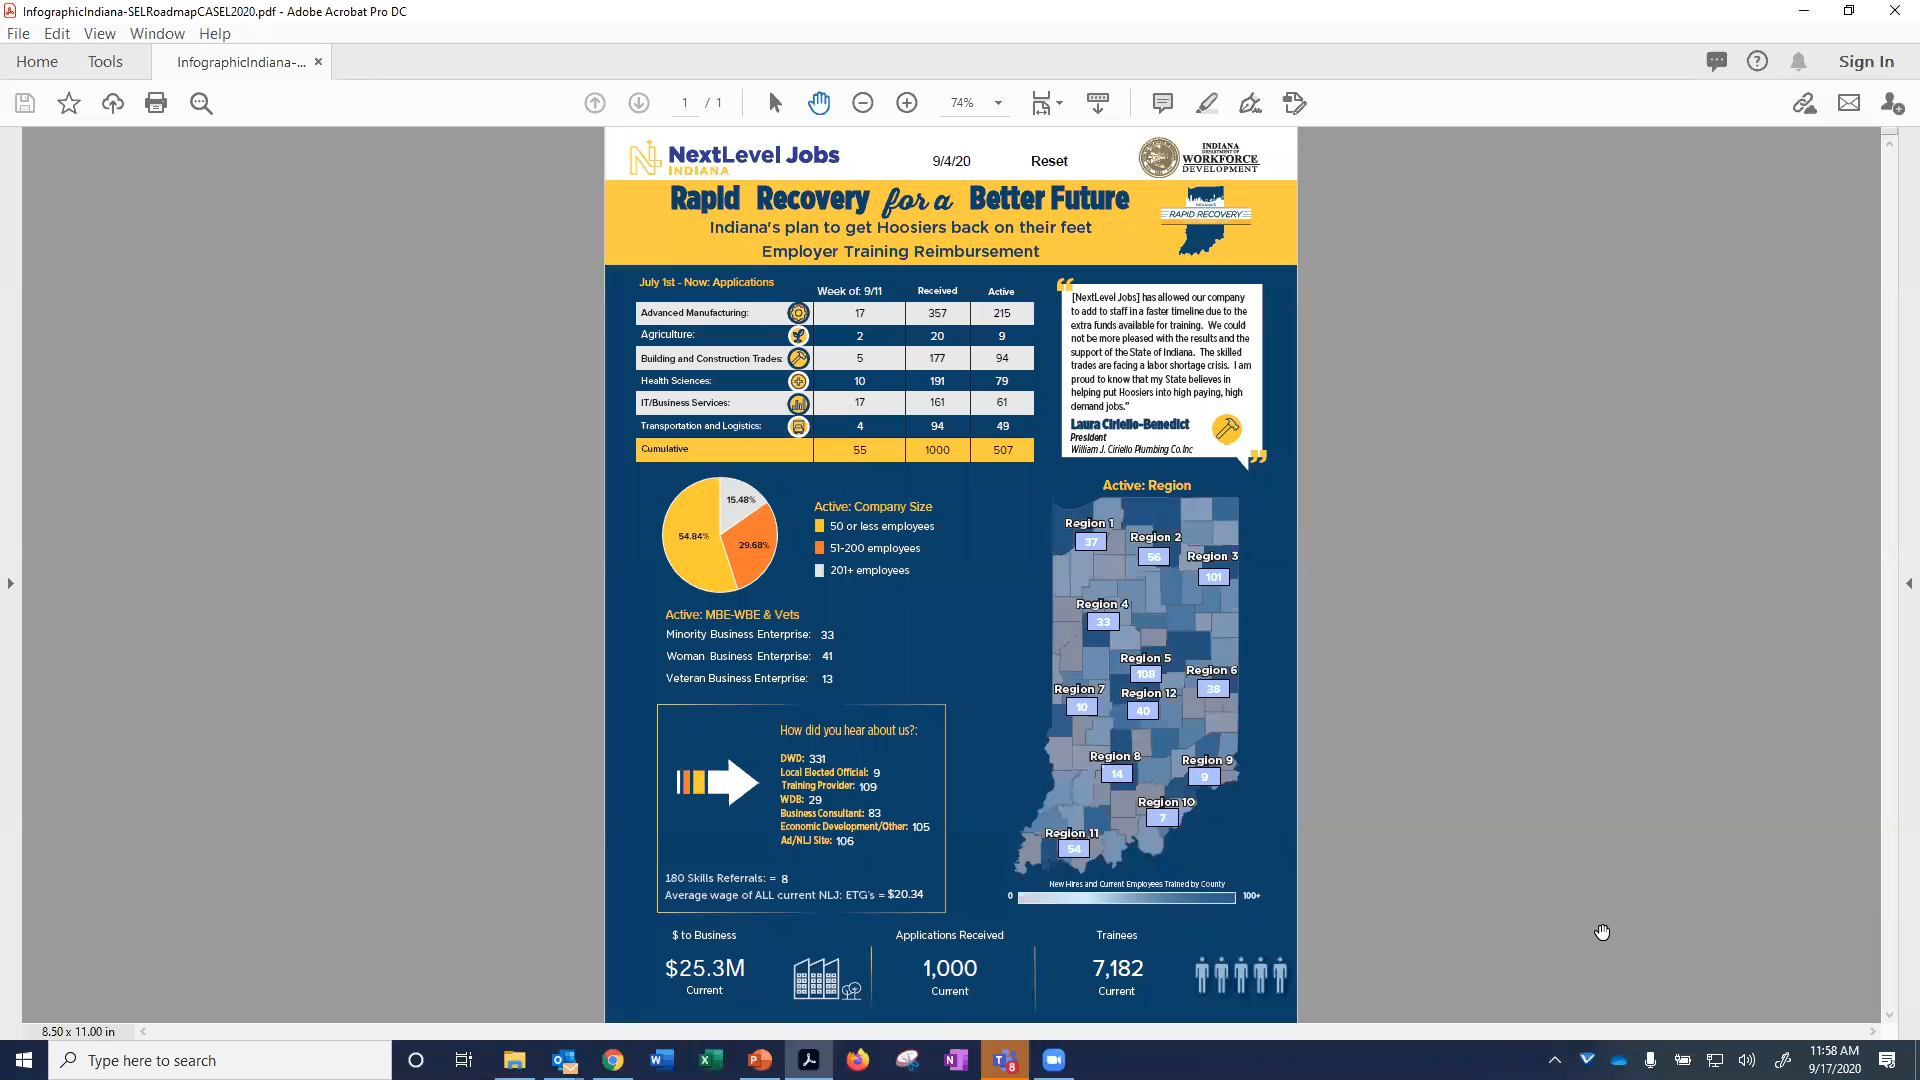 InfographicIndiana-SELRoadmapCASEL2020.pdf - Adobe Acrobat Pro DC
File Edit View Window Help
Home Tools InfographicIndiana-... × Sign In
1 / 1 74%
NextLevel Jobs
INDIANA
9/4/20 Reset
INDIANA
DEPARTMENT OF
WORKFORCE
DEVELOPMENT
Rapid Recovery for a Better Future
Indiana's plan to get Hoosiers back on their feet
Employer Training Reimbursement
INDIANA'S
RAPID RECOVERY
July 1st - Now: Applications Week of: 9/11 Received Active
Advanced Manufacturing: 17 357 215
Agriculture: 2 20 9
Building and Construction Trades: 5 177 94
Health Sciences: 10 191 79
IT/Business Services: 17 161 61
Transportation and Logistics: 4 94 49
Cumulative 55 1000 507
“
[NextLevel Jobs] has allowed our company
to add to staff in a faster timeline due to the
extra funds available for training. We could
not be more pleased with the results and the
support of the State of Indiana. The skilled
trades are facing a labor shortage crisis. I am
proud to know that my State believes in
helping put Hoosiers into high paying, high
demand jobs.”
Laura Ciriello-Benedict
President
William J. Ciriello Plumbing Co.Inc
”
15.48%
54.84%
29.68%
Active: Company Size
50 or less employees
51-200 employees
201+ employees
Active: MBE-WBE & Vets
Minority Business Enterprise: 33
Woman Business Enterprise: 41
Veteran Business Enterprise: 13
How did you hear about us?:
DWD: 331
Local Elected Official: 9
Training Provider: 109
WDB: 29
Business Consultant: 83
Economic Development/Other: 105
Ad/NLJ Site: 106
180 Skills Referrals: = 8
Average wage of ALL current NLJ: ETG's = $20.34
Active: Region
Region 1
37
Region 2
56
Region 3
101
Region 4
33
Region 5
108
Region 6
38
Region 7
10
Region 12
40
Region 8
14
Region 9
9
Region 10
7
Region 11
54
New Hires and Current Employees Trained by County
0 100+
$ to Business
$25.3M
Current
Applications Received
1,000
Current
Trainees
7,182
Current
8.50 x 11.00 in
Type here to search
8
11:58 AM
9/17/2020